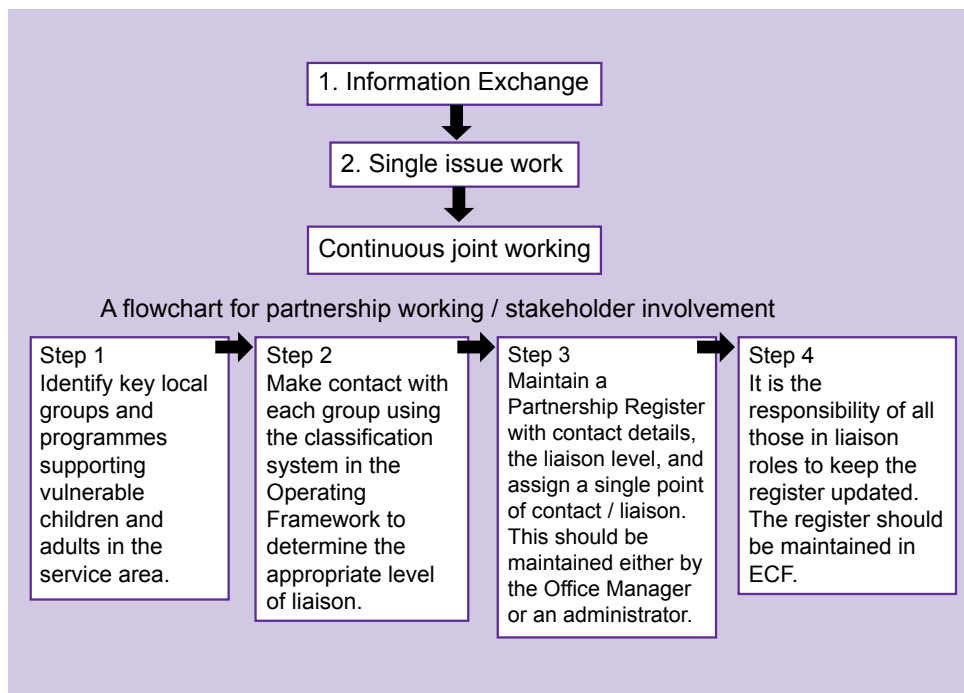 1. Information Exchange
2. Single issue work
Continuous joint working
A flowchart for partnership working / stakeholder involvement
Step 1
Identify key local
groups and
programmes
supporting
vulnerable
children and
adults in the
service area.
Step 2
Make contact with
each group using
the classification
system in the
Operating
Framework to
determine the
appropriate level
of liaison.
Step 3
Maintain a
Partnership Register
with contact details,
the liaison level, and
assign a single point
of contact / liaison.
This should be
maintained either by
the Office Manager
or an administrator.
Step 4
It is the
responsibility of all
those in liaison
roles to keep the
register updated.
The register should
be maintained in
ECF.